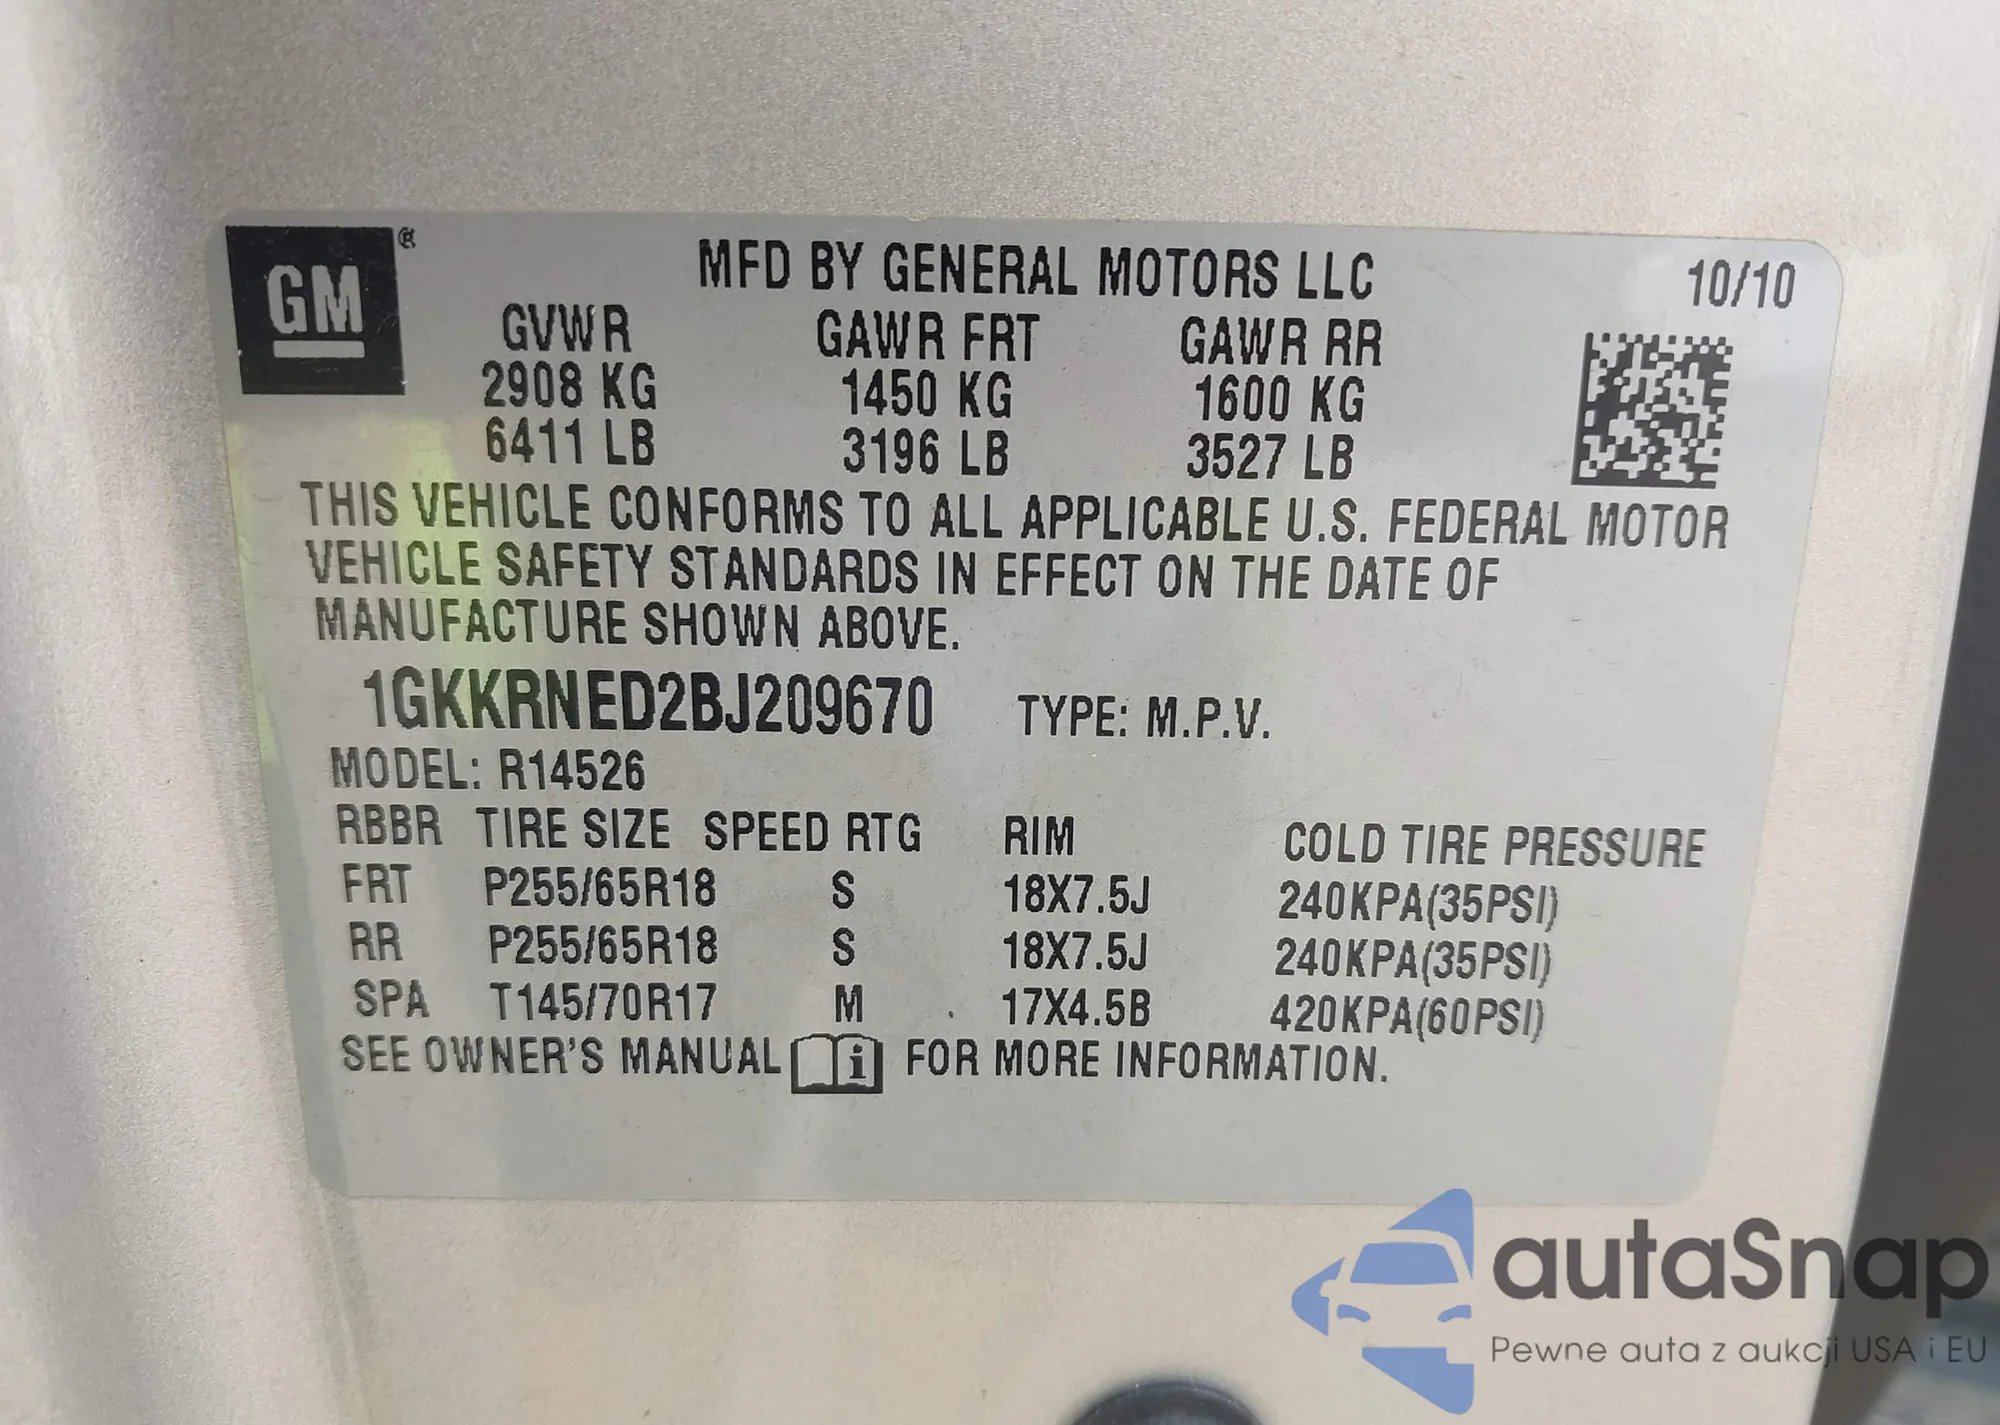 GM®
MFD BY GENERAL MOTORS LLC 10/10
GVWR GAWR FRT GAWR RR
2908 KG 1450 KG 1600 KG
6411 LB 3196 LB 3527 LB
THIS VEHICLE CONFORMS TO ALL APPLICABLE U.S. FEDERAL MOTOR
VEHICLE SAFETY STANDARDS IN EFFECT ON THE DATE OF
MANUFACTURE SHOWN ABOVE.
1GKKRNED2BJ209670 TYPE: M.P.V.
MODEL: R14526
RBBR TIRE SIZE SPEED RTG RIM COLD TIRE PRESSURE
FRT P255/65R18 S 18X7.5J 240KPA(35PSI)
RR P255/65R18 S 18X7.5J 240KPA(35PSI)
SPA T145/70R17 M 17X4.5B 420KPA(60PSI)
SEE OWNER'S MANUAL i FOR MORE INFORMATION.
autaSnap
Pewne auta z aukcji USA i EU